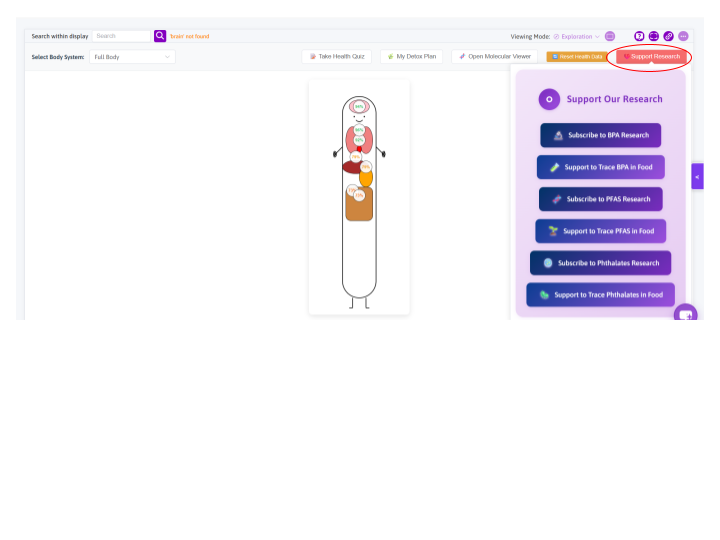 Search within display
Search
'brain' not found
Viewing Mode:
Exploration
Select Body System:
Full Body
Take Health Quiz
My Detox Plan
Open Molecular Viewer
Reset Health Data
Support Research
Support Our Research
Subscribe to BPA Research
Support to Trace BPA in Food
Subscribe to PFAS Research
Support to Trace PFAS in Food
Subscribe to Phthalates Research
Support to Trace Phthalates in Food